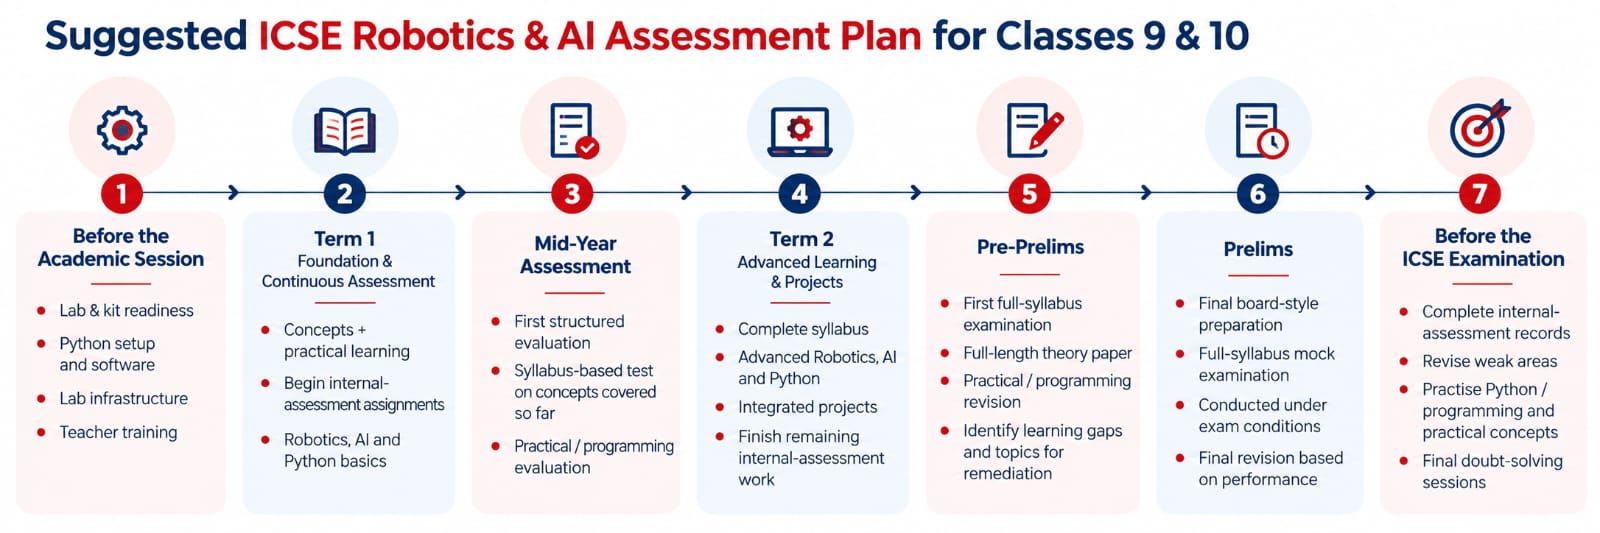 Suggested ICSE Robotics & AI Assessment Plan for Classes 9 & 10
1
Before the
Academic Session
Lab & kit readiness
Python setup
and software
Lab infrastructure
Teacher training
2
Term 1
Foundation &
Continuous Assessment
Concepts +
practical learning
Begin internal-
assessment assignments
Robotics, AI and
Python basics
3
Mid-Year
Assessment
First structured
evaluation
Syllabus-based test
on concepts covered
so far
Practical / programming
evaluation
4
Term 2
Advanced Learning
& Projects
Complete syllabus
Advanced Robotics, AI
and Python
Integrated projects
Finish remaining
internal-assessment
work
5
Pre-Prelims
First full-syllabus
examination
Full-length theory paper
Practical / programming
revision
Identify learning gaps
and topics for
remediation
6
Prelims
Final board-style
preparation
Full-syllabus mock
examination
Conducted under
exam conditions
Final revision based
on performance
7
Before the
ICSE Examination
Complete internal-
assessment records
Revise weak areas
Practise Python /
programming and
practical concepts
Final doubt-solving
sessions